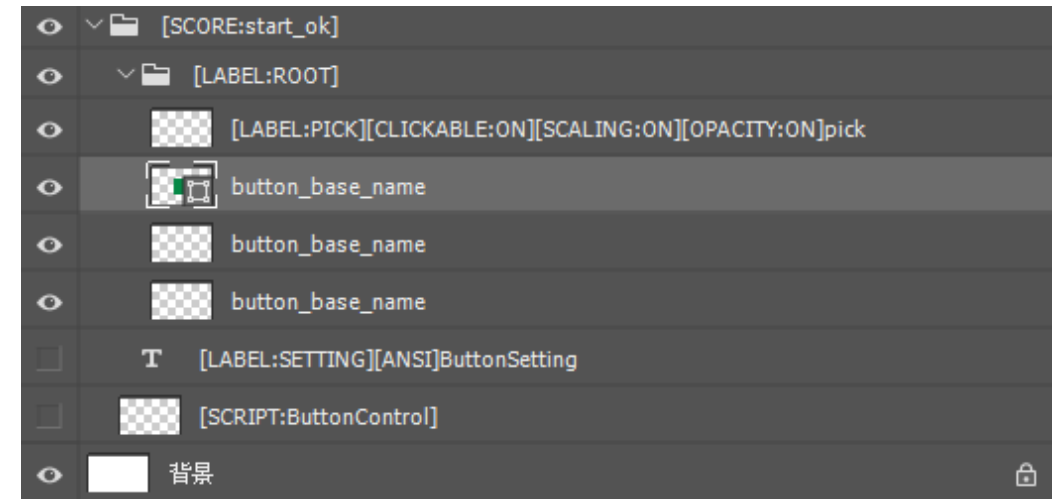 [SCORE:start_ok]
[LABEL:ROOT]
[LABEL:PICK][CLICKABLE:ON][SCALING:ON][OPACITY:ON]pick
button_base_name
button_base_name
button_base_name
T [LABEL:SETTING][ANSI]ButtonSetting
[SCRIPT:ButtonControl]
背景